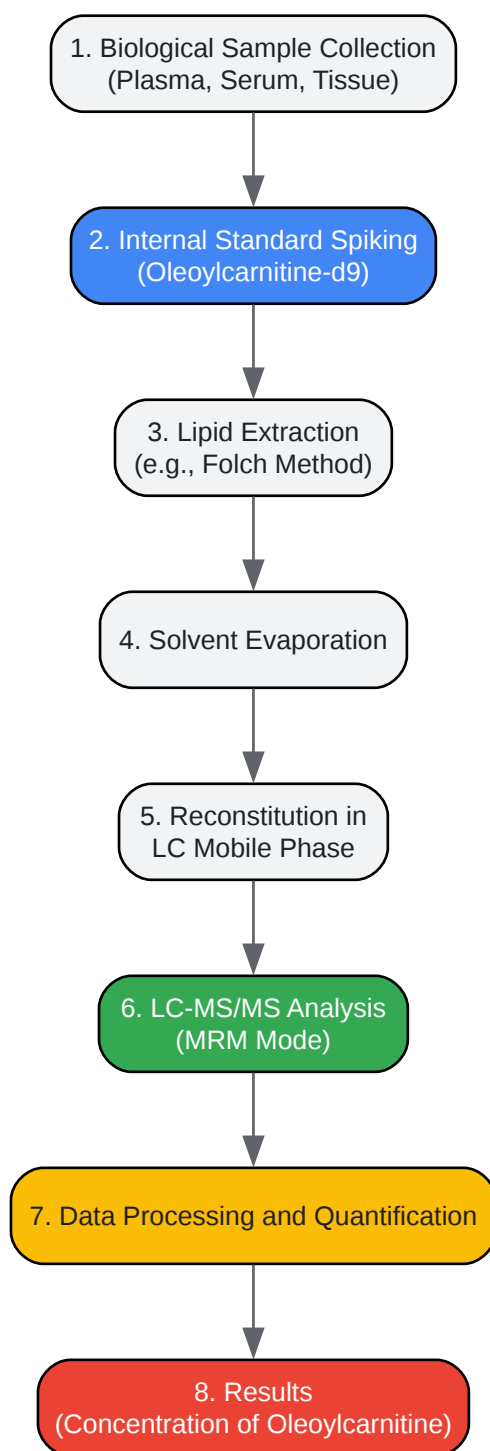 1. Biological Sample Collection
(Plasma, Serum, Tissue)
2. Internal Standard Spiking
(Oleoylcarnitine-d9)
3. Lipid Extraction
(e.g., Folch Method)
4. Solvent Evaporation
5. Reconstitution in
LC Mobile Phase
6. LC-MS/MS Analysis
(MRM Mode)
7. Data Processing and Quantification
8. Results
(Concentration of Oleoylcarnitine)